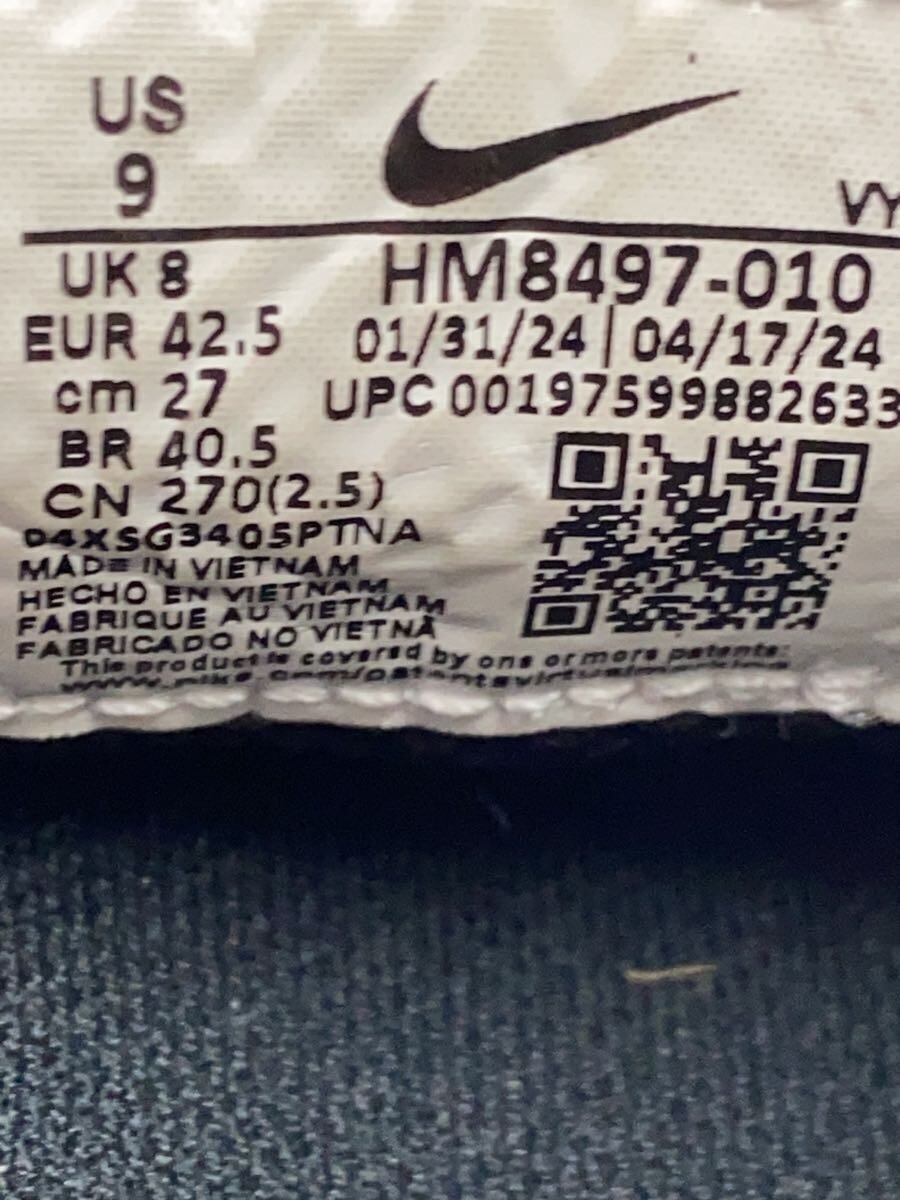 US
9
VY
UK 8
HM8497-010
EUR 42.5
01/31/24 | 04/17/24
cm 27
UPC 00197599882633
BR 40.5
CN 270(2.5)
04XSG3405PTNA
MADE IN VIETNAM
HECHO EN VIETNAM
FABRIQUE AU VIETNAM
FABRICADO NO VIETNÃ
This product is covered by one or more patents: